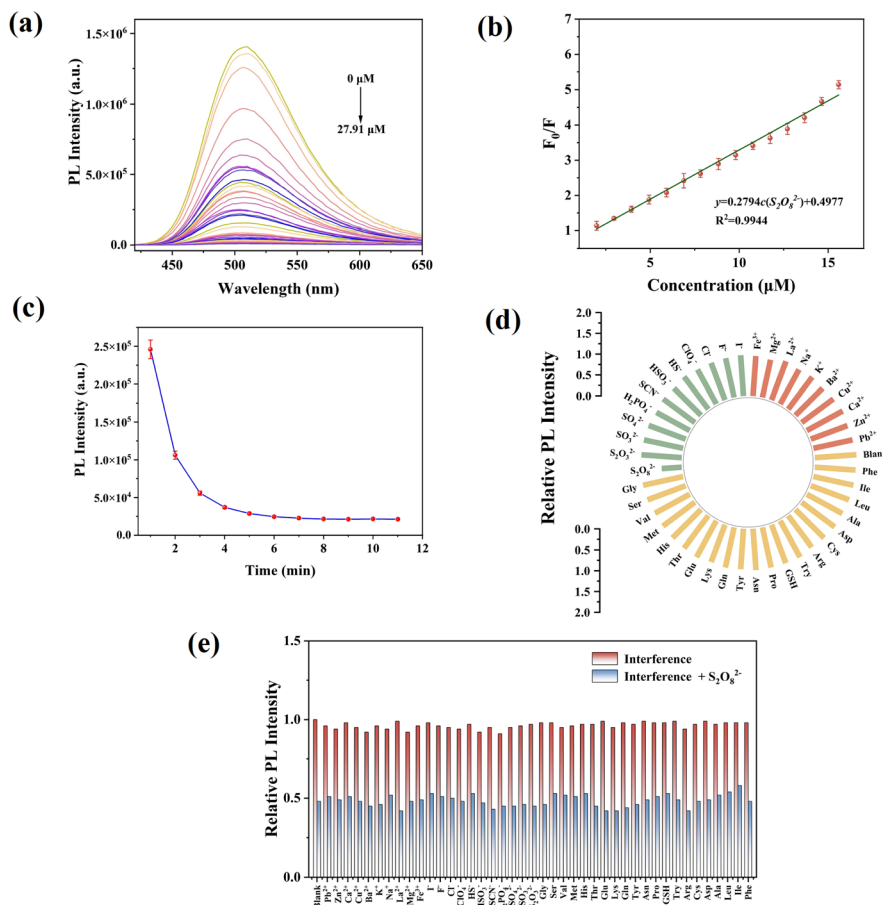 (a)
PL Intensity (a.u.)
1.5×10⁶
1.0×10⁶
5.0×10⁵
0.0
0 μM
27.91 μM
450 500 550 600 650
Wavelength (nm)
(b)
F₀/F
7
6
5
4
3
2
1
y=0.2794c(S₂O₈²⁻)+0.4977
R²=0.9944
5 10 15
Concentration (μM)
(c)
PL Intensity (a.u.)
2.5×10⁵
2.0×10⁵
1.5×10⁵
1.0×10⁵
5.0×10⁴
0.0
2 4 6 8 10 12
Time (min)
(d)
Relative PL Intensity
2.0
1.5
1.0
0.5
0.0
0.0
0.5
1.0
1.5
2.0
Fe³⁺
Mg²⁺
La²⁺
Na⁺
K⁺
Ba²⁺
Cu²⁺
Ca²⁺
Zn²⁺
Pb²⁺
Blan
Phe
Ile
Leu
Ala
Asp
Cys
Arg
Try
GSH
Pro
Asn
Tyr
Gln
Lys
Glu
Thr
His
Met
Val
Ser
Gly
S₂O₈²⁻
S₂O₃²⁻
SO₃²⁻
SO₄²⁻
H₂PO₄⁻
SCN⁻
HSO₃⁻
HS⁻
ClO₄⁻
Cl⁻
F⁻
I⁻
(e)
Relative PL Intensity
1.5
1.0
0.5
0.0
Interference
Interference + S₂O₈²⁻
Blank Pb²⁺ Zn²⁺ Ca²⁺ Cu²⁺ Ba²⁺ K⁺ Na⁺ La²⁺ Mg²⁺ Fe³⁺ I⁻ F⁻ Cl⁻ ClO₄⁻ HS⁻ HSO₃⁻ SCN⁻ Gly Ser Val Met His Thr Glu Lys Gln Tyr Asn Pro GSH Try Arg Cys Asp Ala Leu Ile Phe